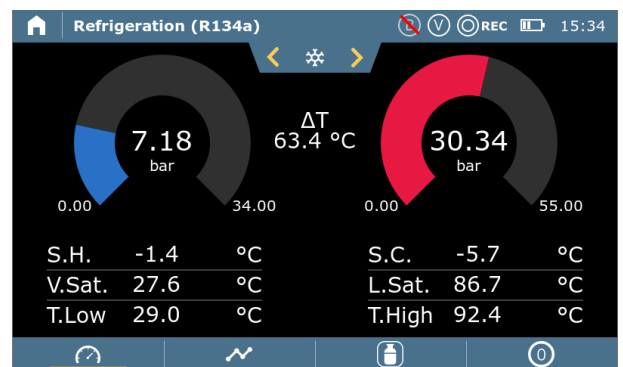 Refrigeration (R134a) B V REC 15:34
ΔT
63.4 °C
7.18
bar
0.00 34.00
30.34
bar
0.00 55.00
S.H. -1.4 °C
V.Sat. 27.6 °C
T.Low 29.0 °C
S.C. -5.7 °C
L.Sat. 86.7 °C
T.High 92.4 °C
0